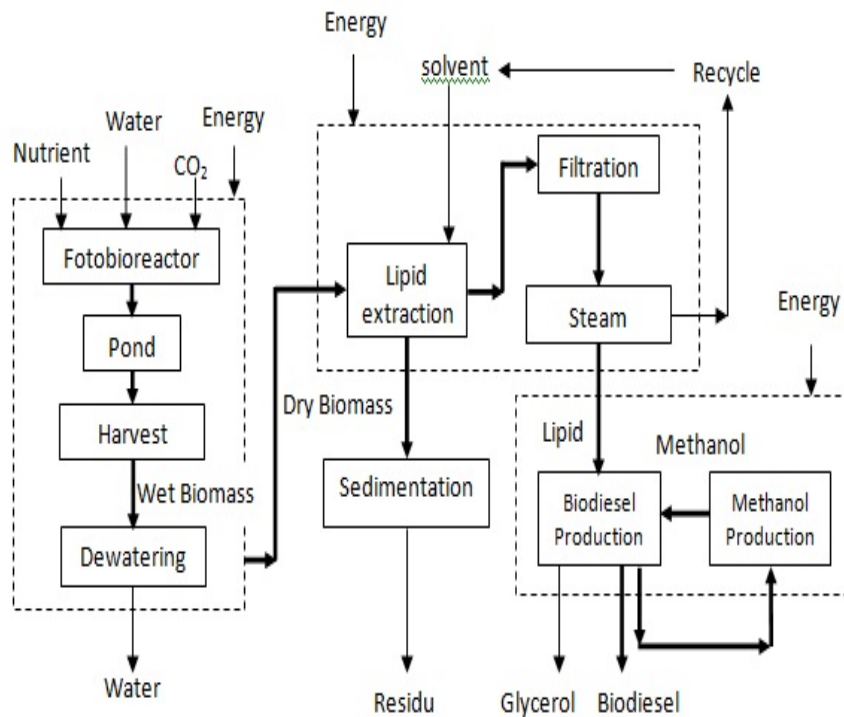 Energy
solvent
Recycle
Water
Energy
Nutrient
CO₂
Filtration
Fotobioreactor
Lipid
extraction
Steam
Energy
Pond
Dry Biomass
Harvest
Lipid
Methanol
Wet Biomass
Sedimentation
Biodiesel
Production
Methanol
Production
Dewatering
Water
Residu
Glycerol
Biodiesel